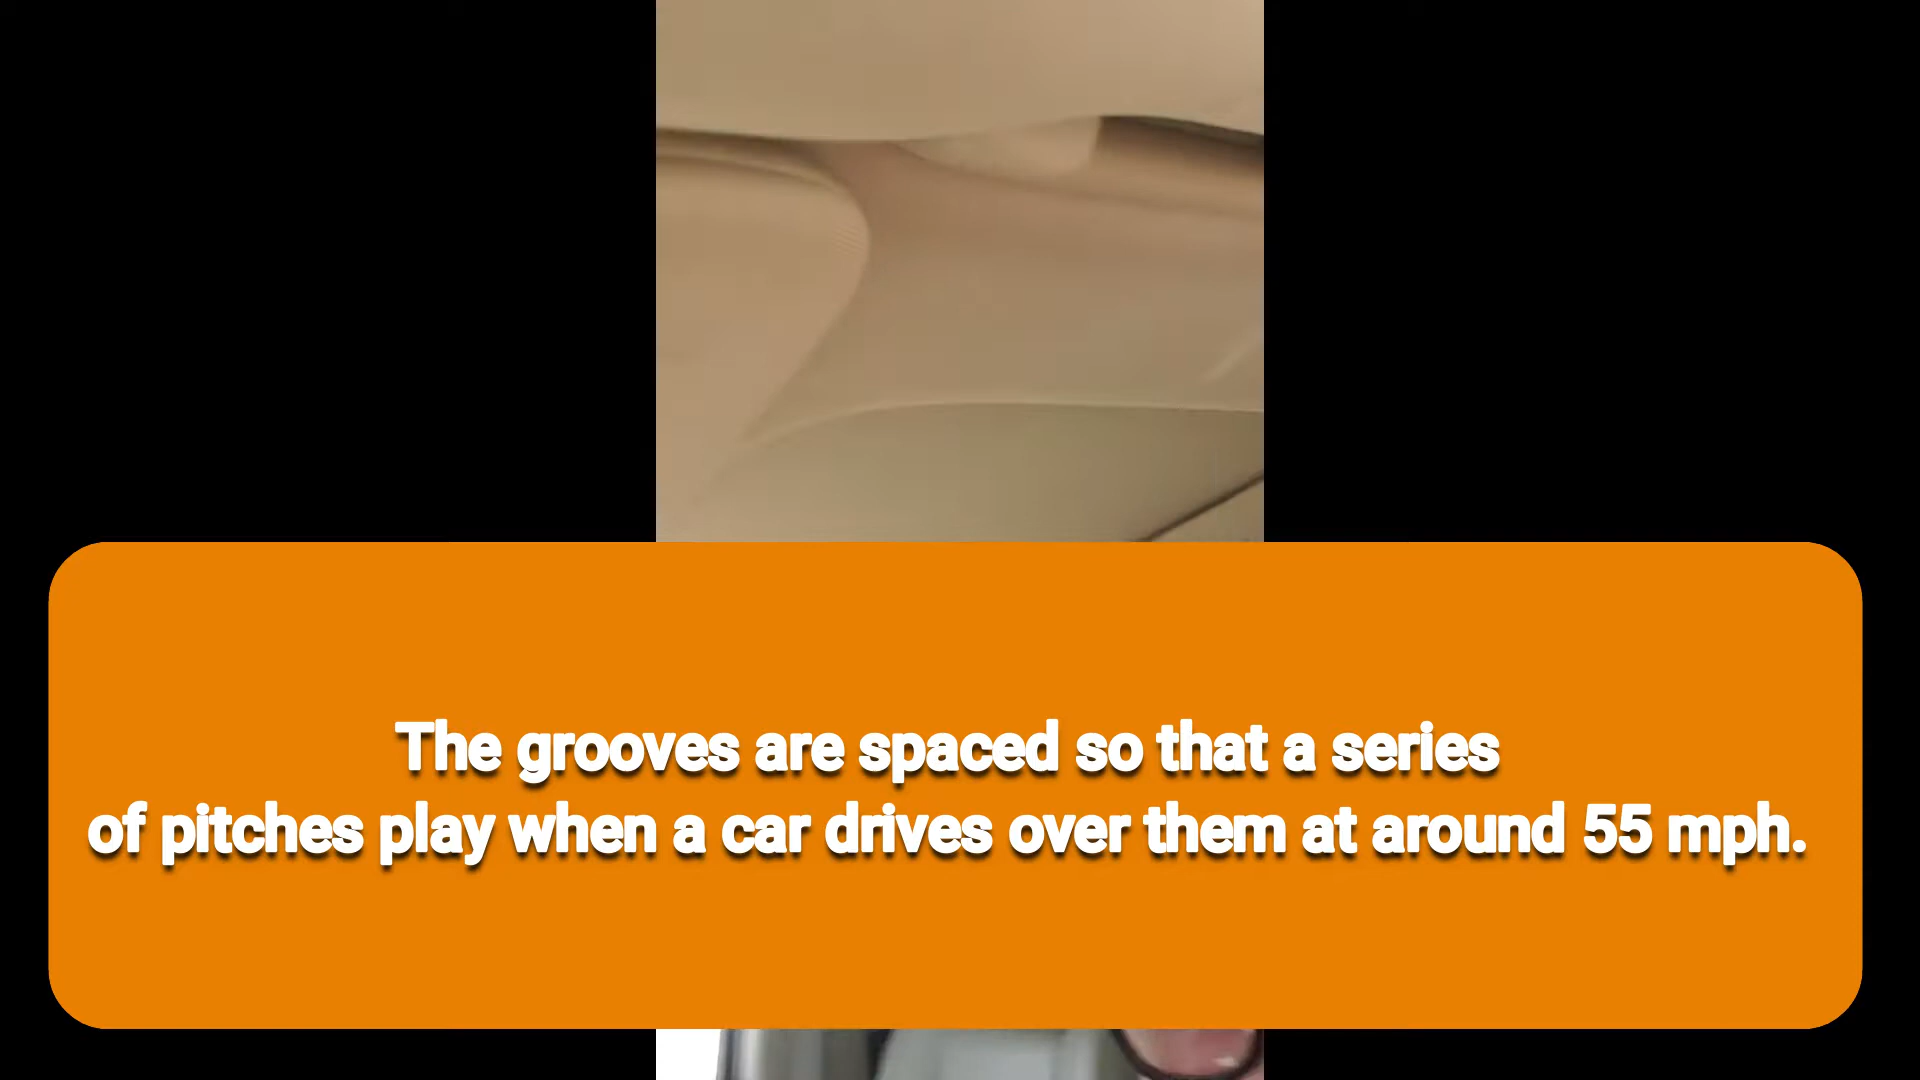 The grooves are spaced so that a series
of pitches play when a car drives over them at around 55 mph.